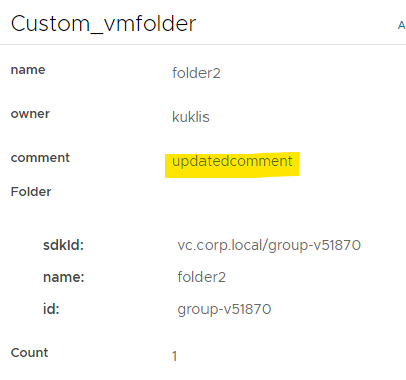 Custom_vmfolder A
name folder2
owner kuklis
comment updatedcomment
Folder
sdkId: vc.corp.local/group-v51870
name: folder2
id: group-v51870
Count 1